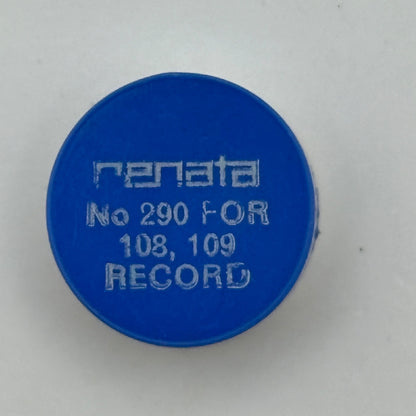 renata
No 290 FOR
108, 109
RECORD